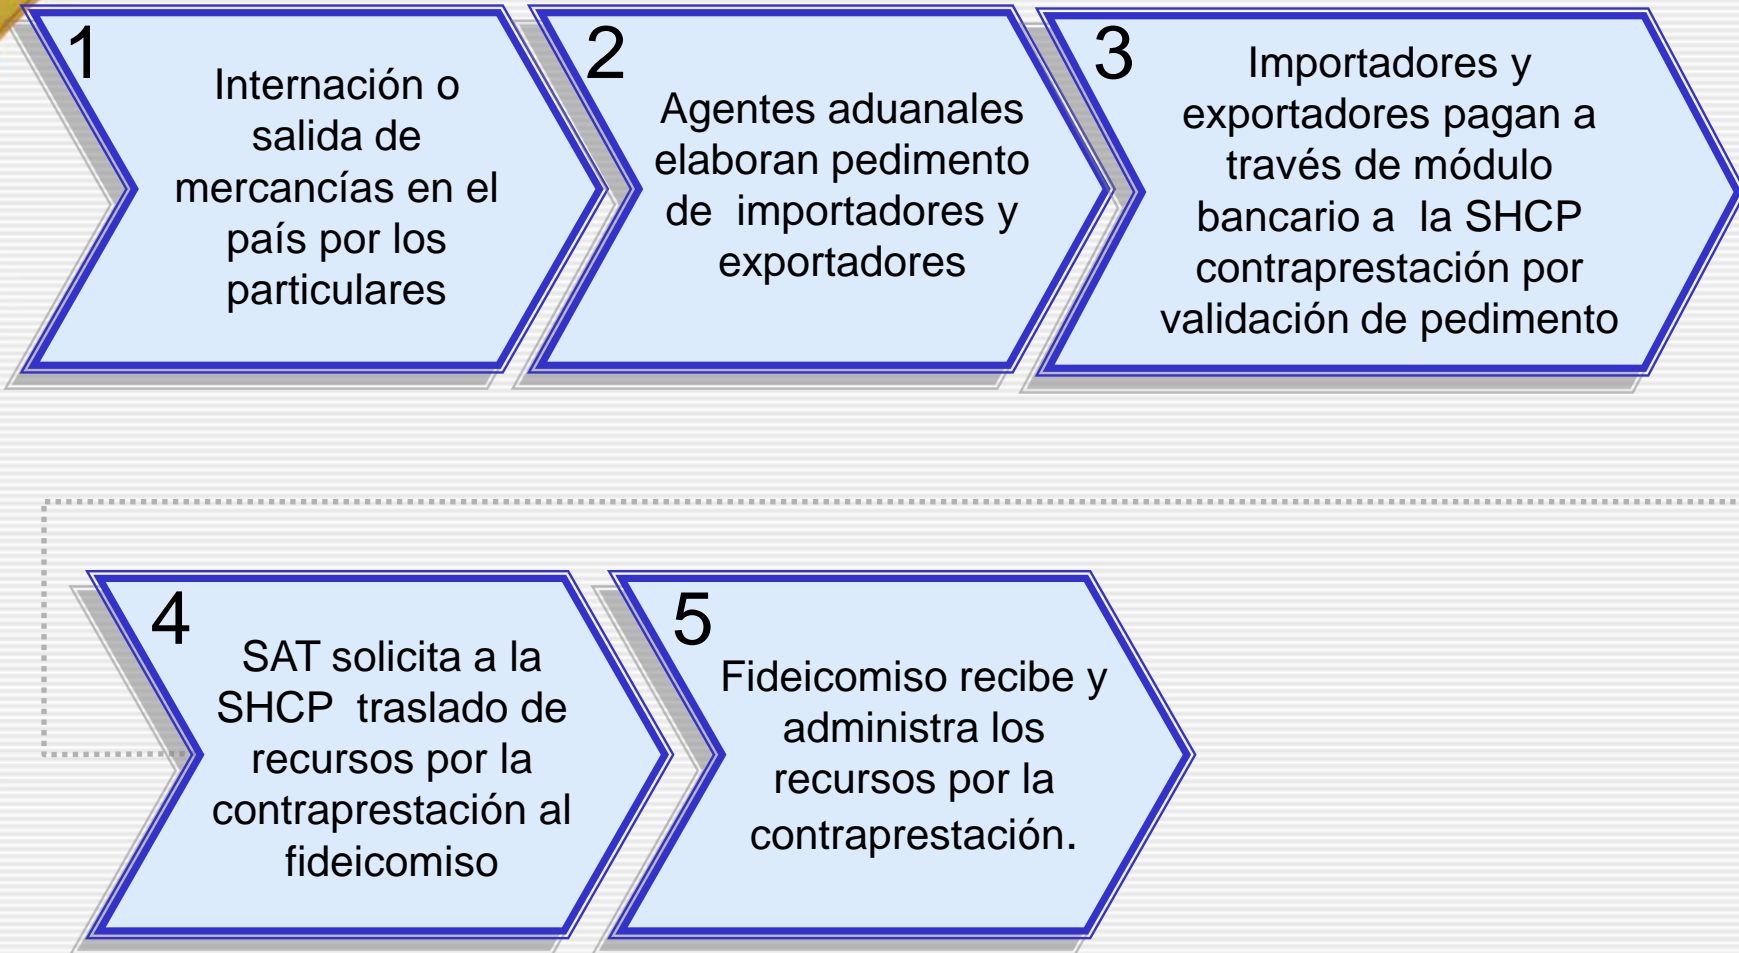 1
Internación o
salida de
mercancías en el
país por los
particulares
2
Agentes aduanales
elaboran pedimento
de importadores y
exportadores
3
Importadores y
exportadores pagan a
través de módulo
bancario a la SHCP
contraprestación por
validación de pedimento
4
SAT solicita a la
SHCP traslado de
recursos por la
contraprestación al
fideicomiso
5
Fideicomiso recibe y
administra los
recursos por la
contraprestación.